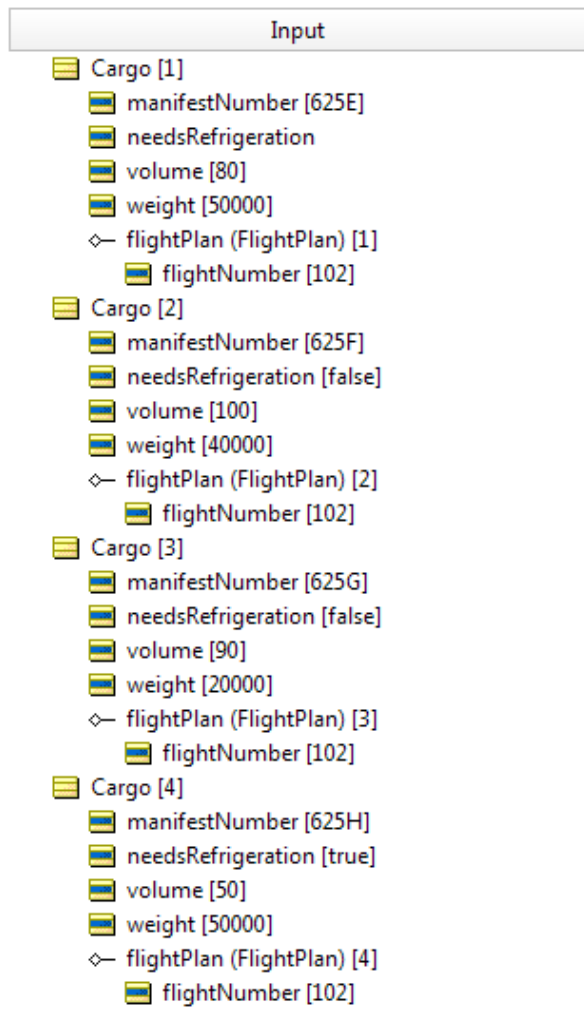 Input
Cargo [1]
manifestNumber [625E]
needsRefrigeration
volume [80]
weight [50000]
flightPlan (FlightPlan) [1]
flightNumber [102]
Cargo [2]
manifestNumber [625F]
needsRefrigeration [false]
volume [100]
weight [40000]
flightPlan (FlightPlan) [2]
flightNumber [102]
Cargo [3]
manifestNumber [625G]
needsRefrigeration [false]
volume [90]
weight [20000]
flightPlan (FlightPlan) [3]
flightNumber [102]
Cargo [4]
manifestNumber [625H]
needsRefrigeration [true]
volume [50]
weight [50000]
flightPlan (FlightPlan) [4]
flightNumber [102]